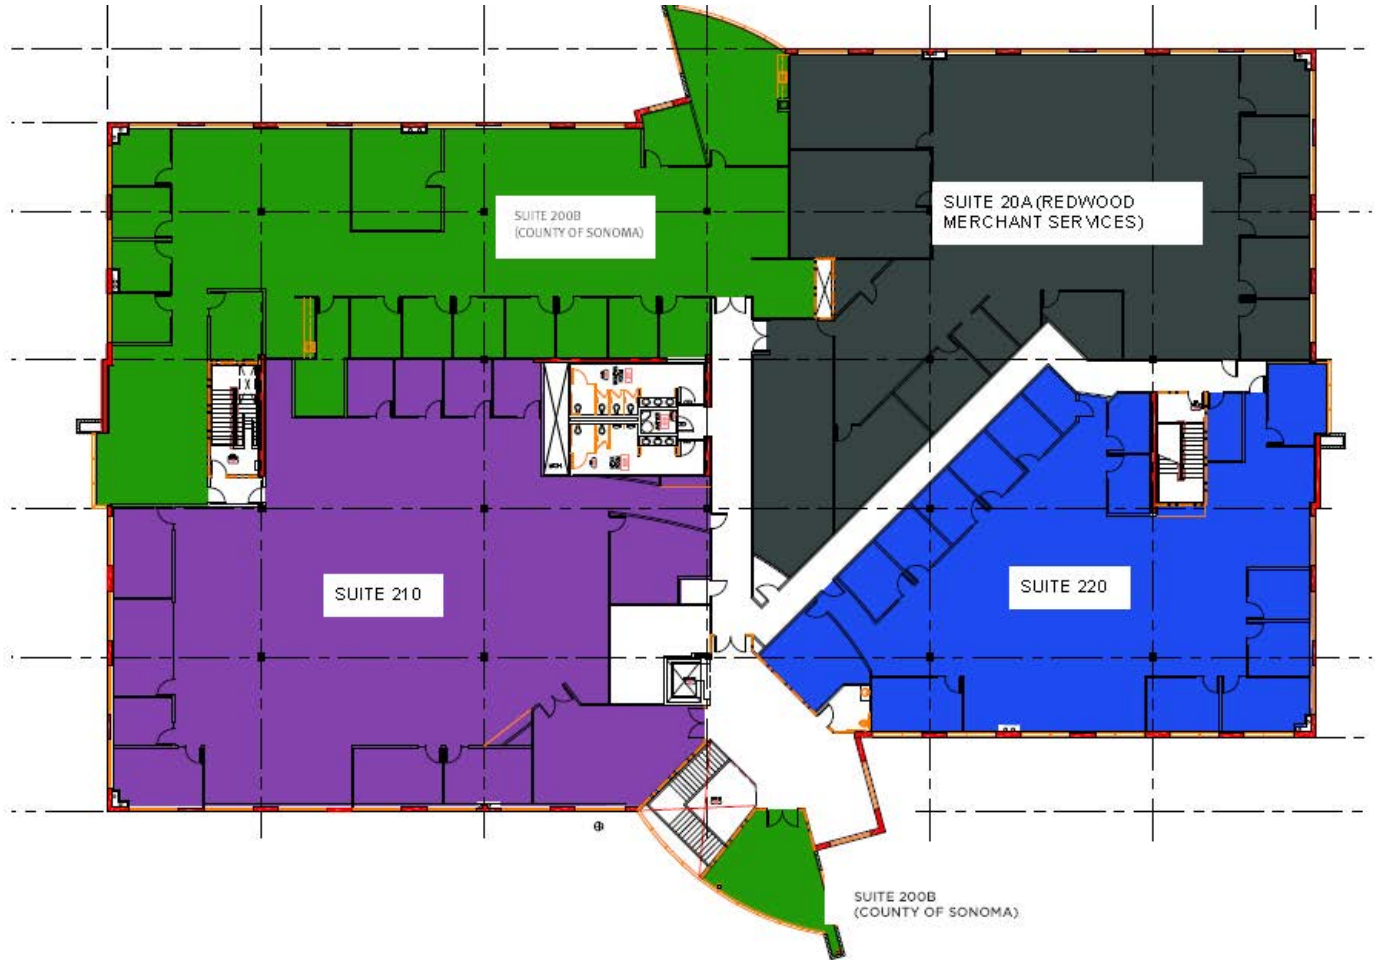 SUITE 200B
(COUNTY OF SONOMA)
SUITE 20A (REDWOOD
MERCHANT SERVICES)
SUITE 210
SUITE 220
SUITE 200B
(COUNTY OF SONOMA)